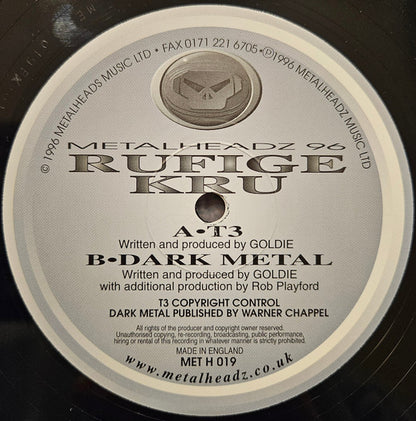 © 1996 METALHEADS MUSIC LTD • FAX 0171 221 6705 • ℗ 1996 METALHEADZ MUSIC LTD
METALHEADZ 96
RUFIGE
KRU
A•T3
Written and produced by GOLDIE
B•DARK METAL
Written and produced by GOLDIE
with additional production by Rob Playford
T3 COPYRIGHT CONTROL
DARK METAL PUBLISHED BY WARNER CHAPPEL
All rights of the producer and copyright owner reserved.
Unauthorised copying, re-recording, broadcasting, public performance,
hiring or rental of this recording in whatever manner is strictly prohibited.
MADE IN ENGLAND
MET H 019
www.metalheadz.co.uk